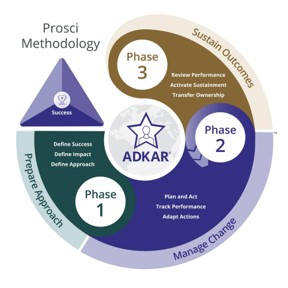 Prosci
Methodology
Success
Sustain Outcomes
Phase
3
Review Performance
Activate Sustainment
Transfer Ownership
ADKAR®
Phase
2
Define Success
Define Impact
Define Approach
Prepare Approach
Phase
1
Plan and Act
Track Performance
Adapt Actions
Manage Change